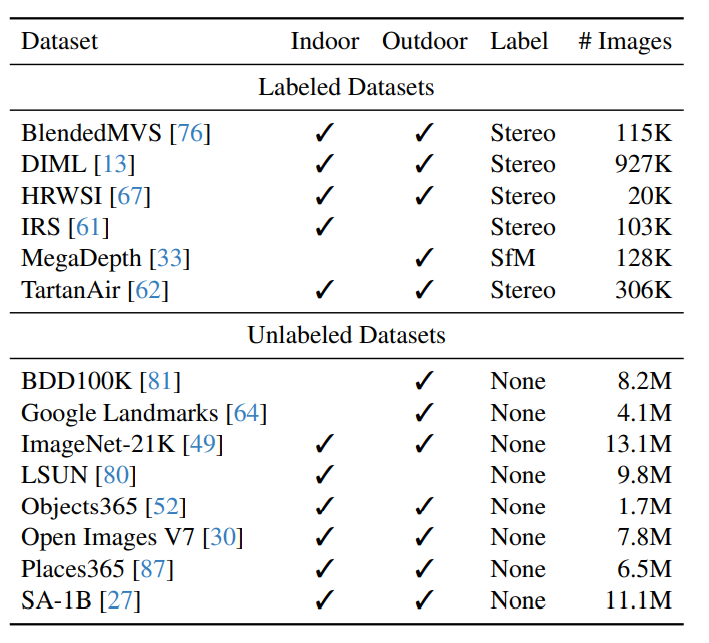 Dataset Indoor Outdoor Label # Images
Labeled Datasets
BlendedMVS [76] ✓ ✓ Stereo 115K
DIML [13] ✓ ✓ Stereo 927K
HRWSI [67] ✓ ✓ Stereo 20K
IRS [61] ✓ Stereo 103K
MegaDepth [33] ✓ SfM 128K
TartanAir [62] ✓ ✓ Stereo 306K
Unlabeled Datasets
BDD100K [81] ✓ None 8.2M
Google Landmarks [64] ✓ None 4.1M
ImageNet-21K [49] ✓ ✓ None 13.1M
LSUN [80] ✓ None 9.8M
Objects365 [52] ✓ ✓ None 1.7M
Open Images V7 [30] ✓ ✓ None 7.8M
Places365 [87] ✓ ✓ None 6.5M
SA-1B [27] ✓ ✓ None 11.1M